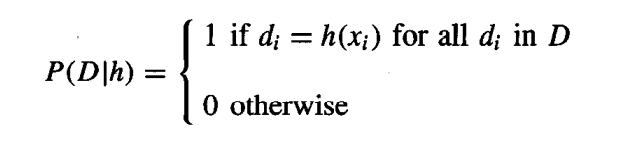 1 if dᵢ = h(xᵢ) for all dᵢ in D
P(D|h) = {
0 otherwise